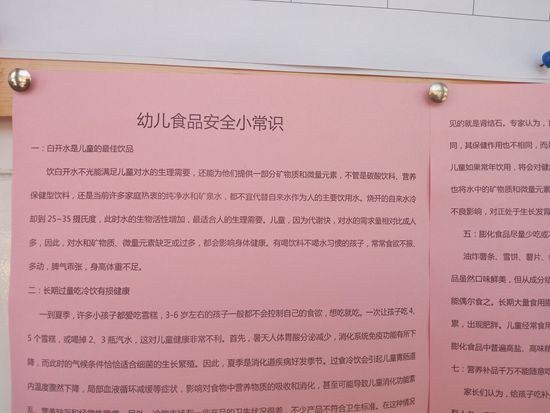 幼儿食品安全小常识
一：白开水是儿童的最佳饮品
饮白开水不光能满足儿童对水的生理需要，还能为他们提供一部分矿物质和微量元素，不管是碳酸饮料、营养
保健型饮料，还是当前许多家庭热衷的纯净水和矿泉水，都不宜代替自来水作为人的主要饮用水。烧开的自来水冷
却到 25~35 摄氏度，此时水的生物活性增加，最适合人的生理需要。儿童，因为代谢快，对水的需求量相对比成人
多，因此，对水和矿物质、微量元素缺乏或过多，都会影响身体健康。有喝饮料不喝水习惯的孩子，常常食欲不振、
多动，脾气乖张，身高体重不足。
二：长期过量吃冷饮有损健康
一到夏季，许多小孩子都爱吃雪糕，3-6 岁左右的孩子一般都不会控制自己的食欲，想吃就吃。一次让孩子吃 4、
5 个雪糕，或喝掉 2、3 瓶汽水，这对儿童健康非常不利。首先，暑天人体胃酸分泌减少，消化系统免疫功能有所下
降，而此时的气候条件恰恰适合细菌的生长繁殖。因此，夏季是消化道疾病好发季节。过食冷饮会引起儿童胃肠道
内温度骤然下降，局部血液循环减缓等症状，影响对食物中营养物质的吸收和消化，甚至可能导致儿童消化功能紊
见的就是肾结石。专家认为，
同，其保健作用也不相同，而
儿童如果常年饮用，将会对健
也将水中的矿物质和微量元
不良影响，对正处于生长发育
五：膨化食品尽量少吃或不
油炸薯条、雪饼、薯片、
品虽然口味鲜美，但从成分结
能偶尔食之。长期大量食用膨
累，出现肥胖。儿童经常食用
膨化食品中普遍高盐、高味精
七：营养补品千万不能随意
家长们认为，给孩子吃补